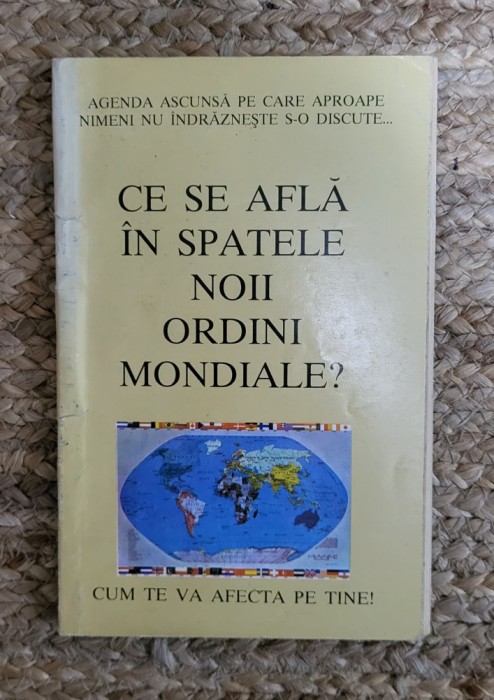 AGENDA ASCUNSĂ PE CARE APROAPE
NIMENI NU ÎNDRĂZNEŞTE S-O DISCUTE...
CE SE AFLĂ
ÎN SPATELE
NOII
ORDINI
MONDIALE?
CUM TE VA AFECTA PE TINE!